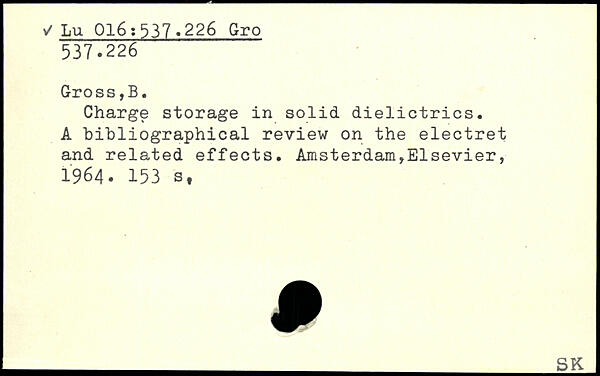 ✓ Lu 016:537.226 Gro
537.226
Gross,B.
Charge storage in solid dielictrics.
A bibliographical review on the electret
and related effects. Amsterdam,Elsevier,
1964. 153 s.
SK